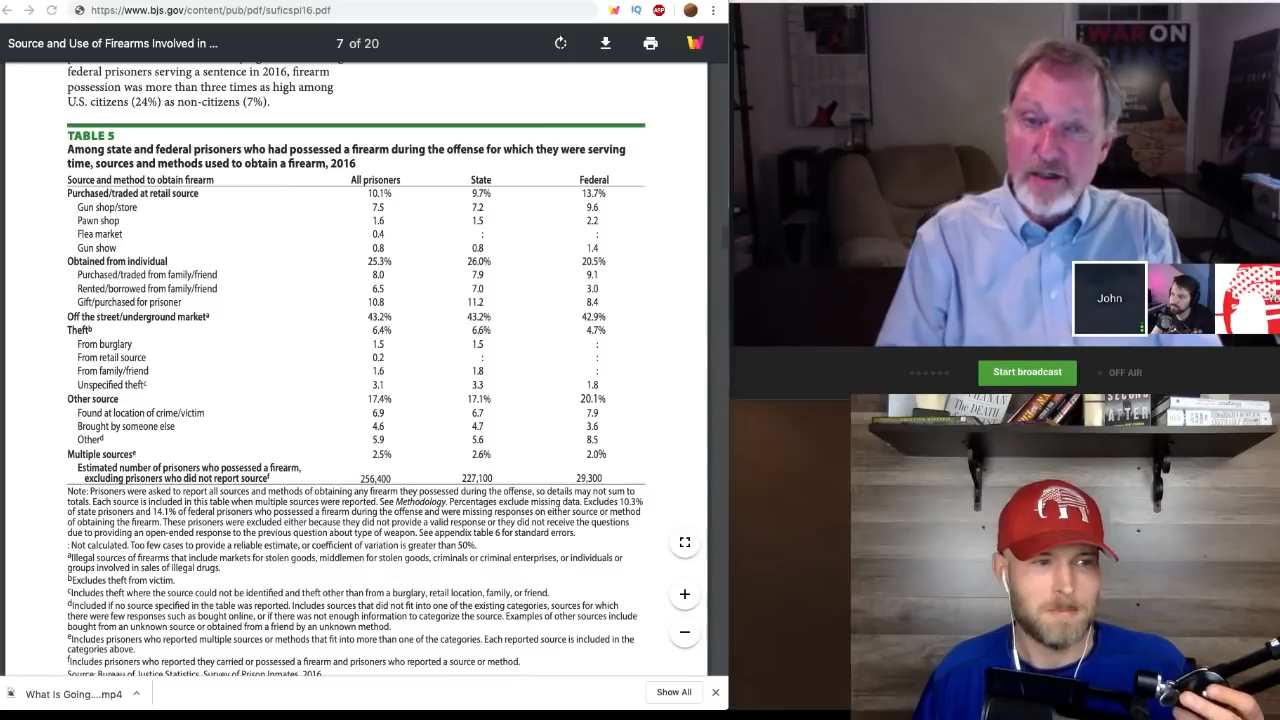 https://www.bjs.gov/content/pub/pdf/suficspi16.pdf
Source and Use of Firearms Involved in ...
7 of 20
federal prisoners serving a sentence in 2016, firearm
possession was more than three times as high among
U.S. citizens (24%) as non-citizens (7%).
TABLE 5
Among state and federal prisoners who had possessed a firearm during the offense for which they were serving
time, sources and methods used to obtain a firearm, 2016
Source and method to obtain firearm All prisoners State Federal
Purchased/traded at retail source 10.1% 9.7% 13.7%
Gun shop/store 7.5 7.2 9.6
Pawn shop 1.6 1.5 2.2
Flea market 0.4 : :
Gun show 0.8 0.8 1.4
Obtained from individual 25.3% 26.0% 20.5%
Purchased/traded from family/friend 8.0 7.9 9.1
Rented/borrowed from family/friend 6.5 7.0 3.0
Gift/purchased for prisoner 10.8 11.2 8.4
Off the street/underground marketa 43.2% 43.2% 42.9%
Theftb 6.4% 6.6% 4.7%
From burglary 1.5 1.5 :
From retail source 0.2 : :
From family/friend 1.6 1.8 :
Unspecified theftc 3.1 3.3 1.8
Other source 17.4% 17.1% 20.1%
Found at location of crime/victim 6.9 6.7 7.9
Brought by someone else 4.6 4.7 3.6
Otherd 5.9 5.6 8.5
Multiple sourcese 2.5% 2.6% 2.0%
Estimated number of prisoners who possessed a firearm,
excluding prisoners who did not report sourcef 256,400 227,100 29,300
Note: Prisoners were asked to report all sources and methods of obtaining any firearm they possessed during the offense, so details may not sum to
totals. Each source is included in this table when multiple sources were reported. See Methodology. Percentages exclude missing data. Excludes 10.3%
of state prisoners and 14.1% of federal prisoners who possessed a firearm during the offense and were missing responses on either source or method
of obtaining the firearm. These prisoners were excluded either because they did not provide a valid response or they did not receive the questions
due to providing an open-ended response to the previous question about type of weapon. See appendix table 6 for standard errors.
: Not calculated. Too few cases to provide a reliable estimate, or coefficient of variation is greater than 50%.
aIllegal sources of firearms that include markets for stolen goods, middlemen for stolen goods, criminals or criminal enterprises, or individuals or
groups involved in sales of illegal drugs.
bExcludes theft from victim.
cIncludes theft where the source could not be identified and theft other than from a burglary, retail location, family, or friend.
dIncluded if no source specified in the table was reported. Includes sources that did not fit into one of the existing categories, sources for which
there were few responses such as bought online, or if there was not enough information to categorize the source. Examples of other sources include
bought from an unknown source or obtained from a friend by an unknown method.
eIncludes prisoners who reported multiple sources or methods that fit into more than one of the categories. Each reported source is included in the
categories above.
fIncludes prisoners who reported they carried or possessed a firearm and prisoners who reported a source or method.
Source: Bureau of Justice Statistics, Survey of Prison Inmates, 2016.
What Is Going....mp4
Show All
WAR ON
GUNS
John
Start broadcast
OFF AIR
THE DEATH
SECOND
AFTER